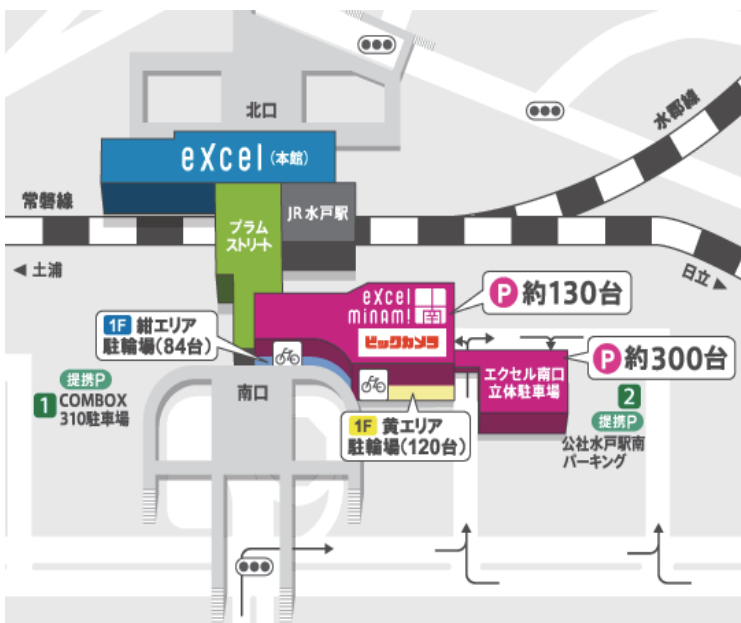 北口
水郡線
excel(本館)
常磐線
プラム
ストリート
JR水戸駅
◀ 土浦
日立 ▶
excel
minami 南
ビックカメラ
P 約130台
1F 紺エリア
駐輪場(84台)
エクセル南口
立体駐車場
P 約300台
提携P
1 COMBOX
310駐車場
南口
1F 黄エリア
駐輪場(120台)
2
提携P
公社水戸駅南
パーキング